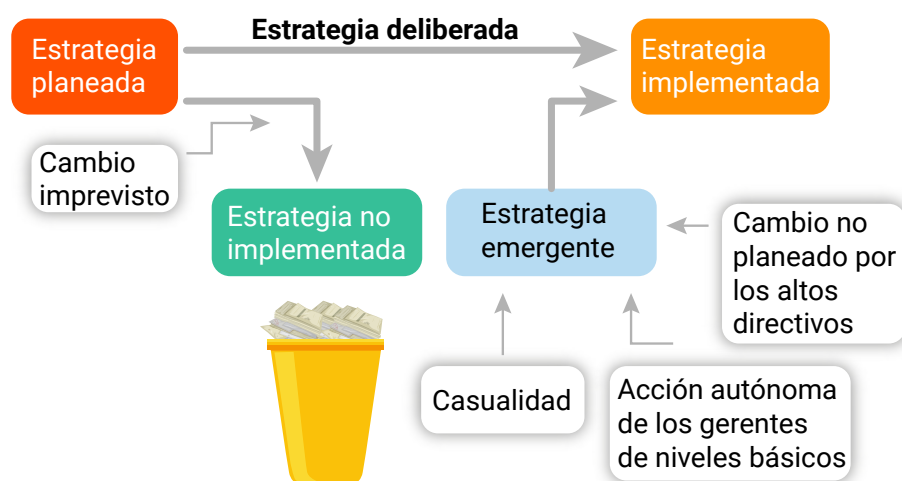 Estrategia deliberada
Estrategia
planeada
Estrategia
implementada
Cambio
imprevisto
Estrategia no
implementada
Estrategia
emergente
Cambio no
planeado por
los altos
directivos
Casualidad
Acción autónoma
de los gerentes
de niveles básicos